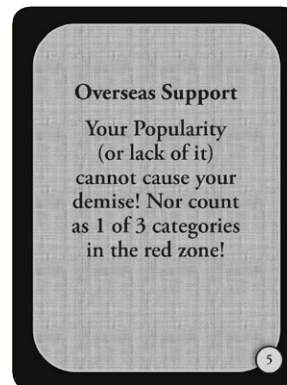 Overseas Support
Your Popularity
(or lack of it)
cannot cause your
demise! Nor count
as 1 of 3 categories
in the red zone!
5